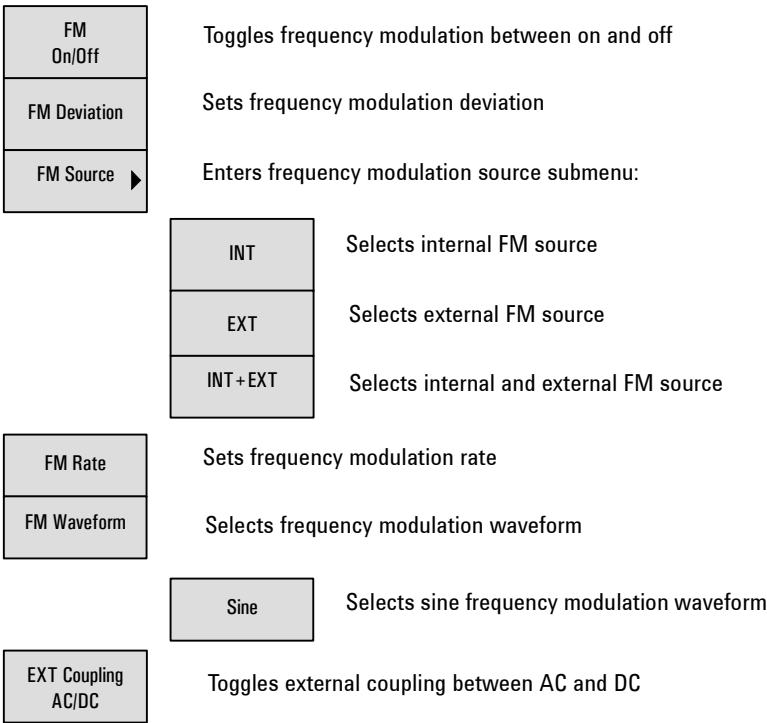 FM
On/Off
Toggles frequency modulation between on and off
FM Deviation
Sets frequency modulation deviation
FM Source
Enters frequency modulation source submenu:
INT
Selects internal FM source
EXT
Selects external FM source
INT+EXT
Selects internal and external FM source
FM Rate
Sets frequency modulation rate
FM Waveform
Selects frequency modulation waveform
Sine
Selects sine frequency modulation waveform
EXT Coupling
AC/DC
Toggles external coupling between AC and DC